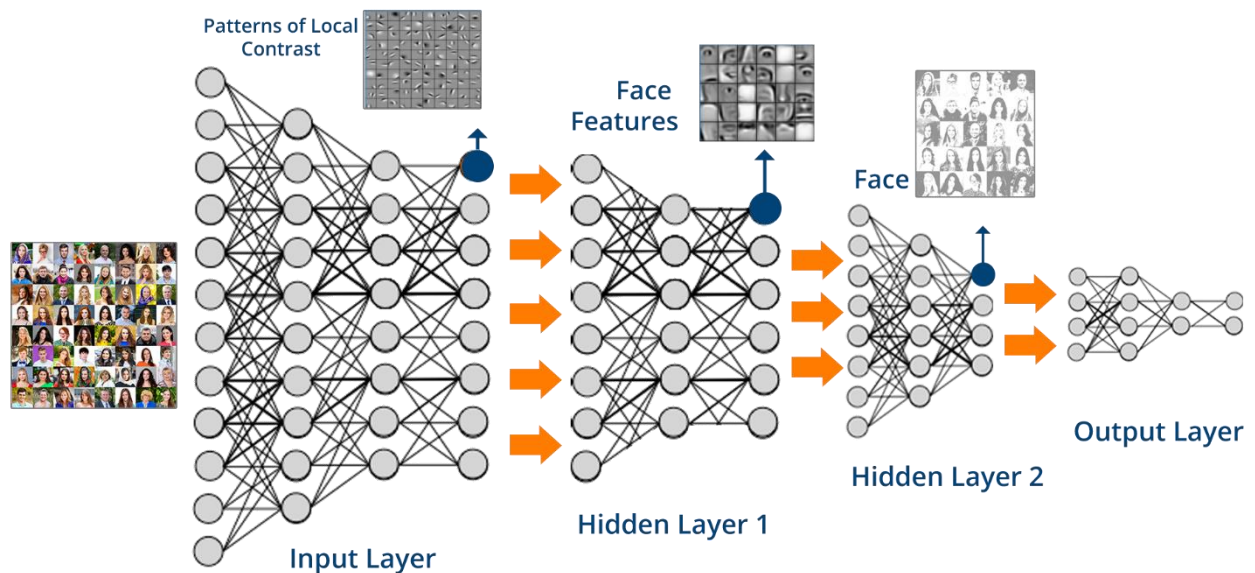 Patterns of Local
Contrast
Face
Features
Face
Input Layer
Hidden Layer 1
Hidden Layer 2
Output Layer